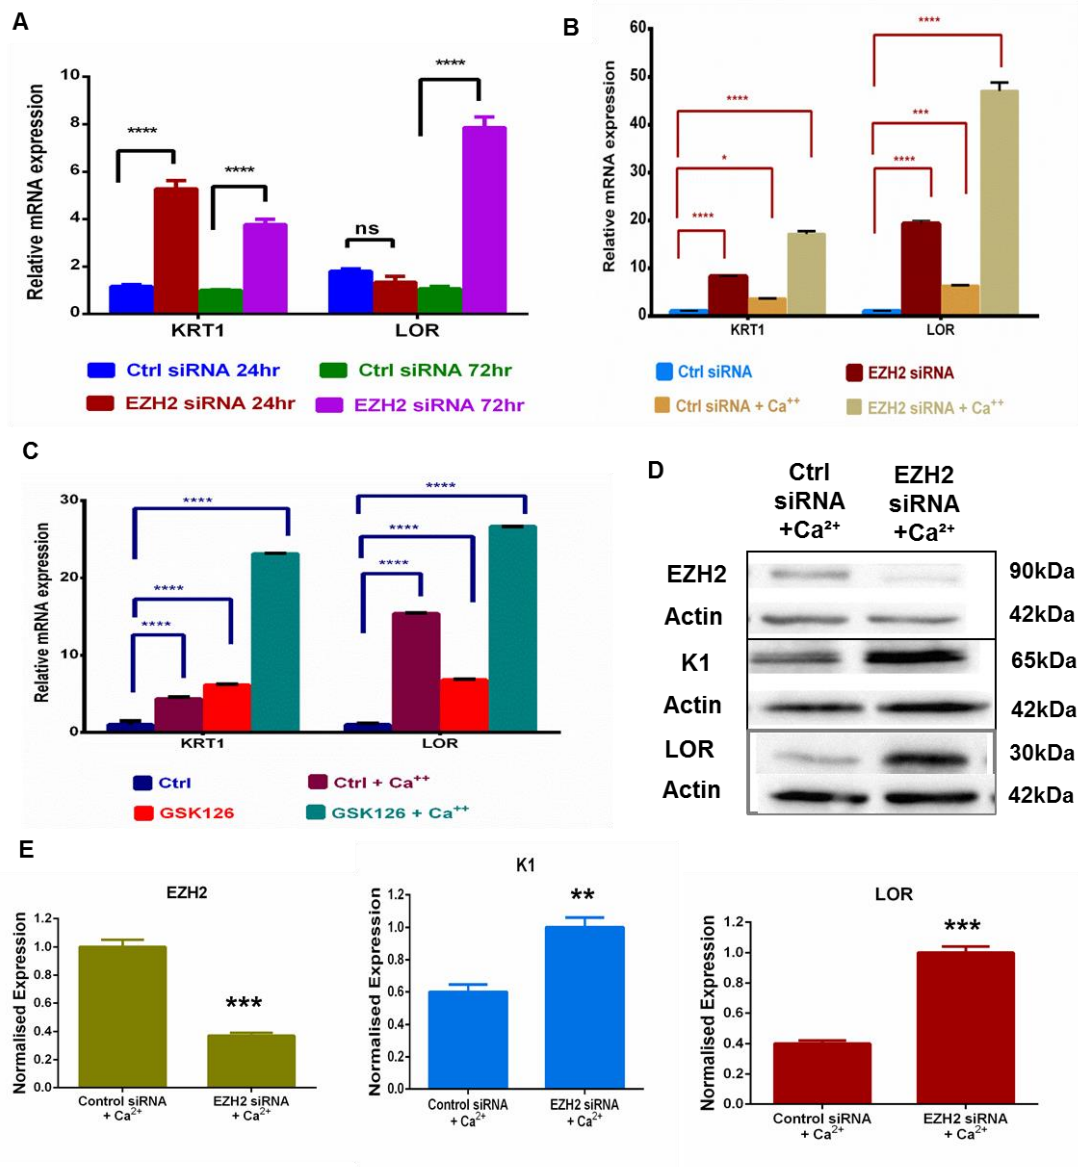 A
Relative mRNA expression
10
8
6
4
2
0
****
****
ns
****
KRT1
LOR
Ctrl siRNA 24hr
Ctrl siRNA 72hr
EZH2 siRNA 24hr
EZH2 siRNA 72hr
B
Relative mRNA expression
60
50
40
30
20
10
0
****
*
****
****
***
****
KRT1
LOR
Ctrl siRNA
EZH2 siRNA
Ctrl siRNA + Ca++
EZH2 siRNA + Ca++
C
Relative mRNA expression
30
20
10
0
****
****
****
****
****
****
KRT1
LOR
Ctrl
Ctrl + Ca++
GSK126
GSK126 + Ca++
D
Ctrl
siRNA
+Ca²⁺
EZH2
siRNA
+Ca²⁺
EZH2 90kDa
Actin 42kDa
K1 65kDa
Actin 42kDa
LOR 30kDa
Actin 42kDa
E
EZH2
Normalised Expression
1.2
1.0
0.8
0.6
0.4
0.2
0.0
***
Control siRNA
+ Ca2+
EZH2 siRNA
+ Ca2+
K1
Normalised Expression
1.2
1.0
0.8
0.6
0.4
0.2
0.0
**
Control siRNA
+ Ca2+
EZH2 siRNA
+ Ca2+
LOR
Normalised Expression
1.2
1.0
0.8
0.6
0.4
0.2
0.0
***
Control siRNA
+ Ca2+
EZH2 siRNA
+ Ca2+